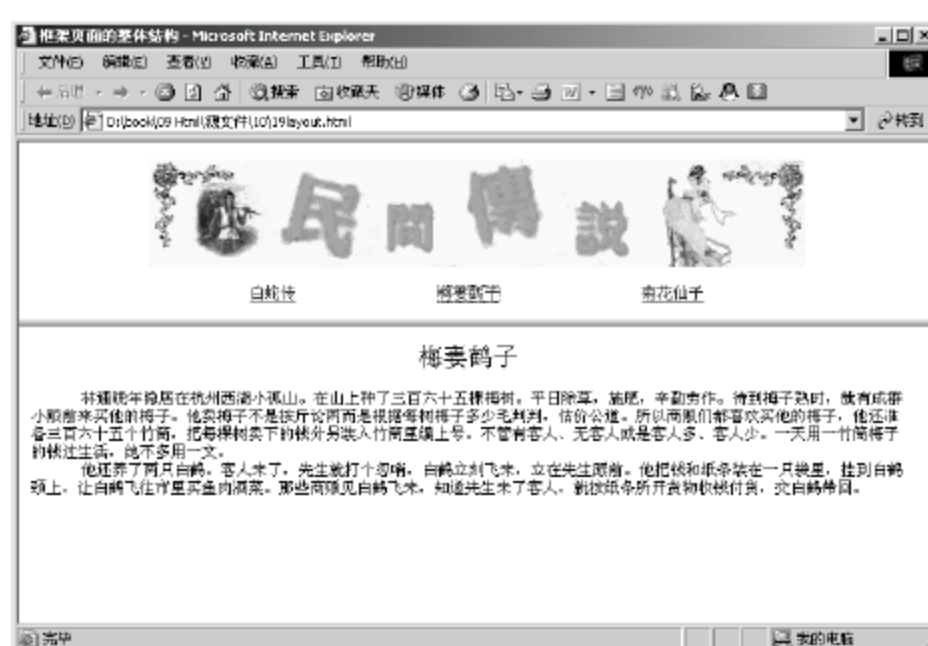 框架页面的整体结构 - Microsoft Internet Explorer
文件(F) 编辑(E) 查看(V) 收藏(A) 工具(T) 帮助(H)
后退 搜索 收藏夹 媒体
地址(D) D:\book\09 Html\源文件\10\19layout.html 转到
民間傳説
白蛇传 梅妻鹤子 菊花仙子
梅妻鹤子
林逋晚年隐居在杭州西湖小孤山。在山上种了三百六十五棵梅树。平日除草，施肥，辛勤劳作。待到梅子熟时，就有成群
小贩前来买他的梅子。他卖梅子不是按斤论两而是根据每树梅子多少毛判判，估价公道。所以商贩们都喜欢买他的梅子，他还准
备三百六十五个竹筒，把每棵树卖下的钱分另装入竹筒里编上号。不管有客人、无客人或是客人多、客人少。一天用一竹筒梅子
的钱过生活，绝不多用一文。
他还养了两只白鹤。客人来了，先生就打个忽哨，白鹤立刻飞来，立在先生跟前。他把钱和纸条装在一只袋里，挂到白鹤
颈上，让白鹤飞往市里买鱼肉酒菜。那些商贩见白鹤飞来，知道先生来了客人，就按纸条所开货物收钱付货，交白鹤带回。
完毕 我的电脑